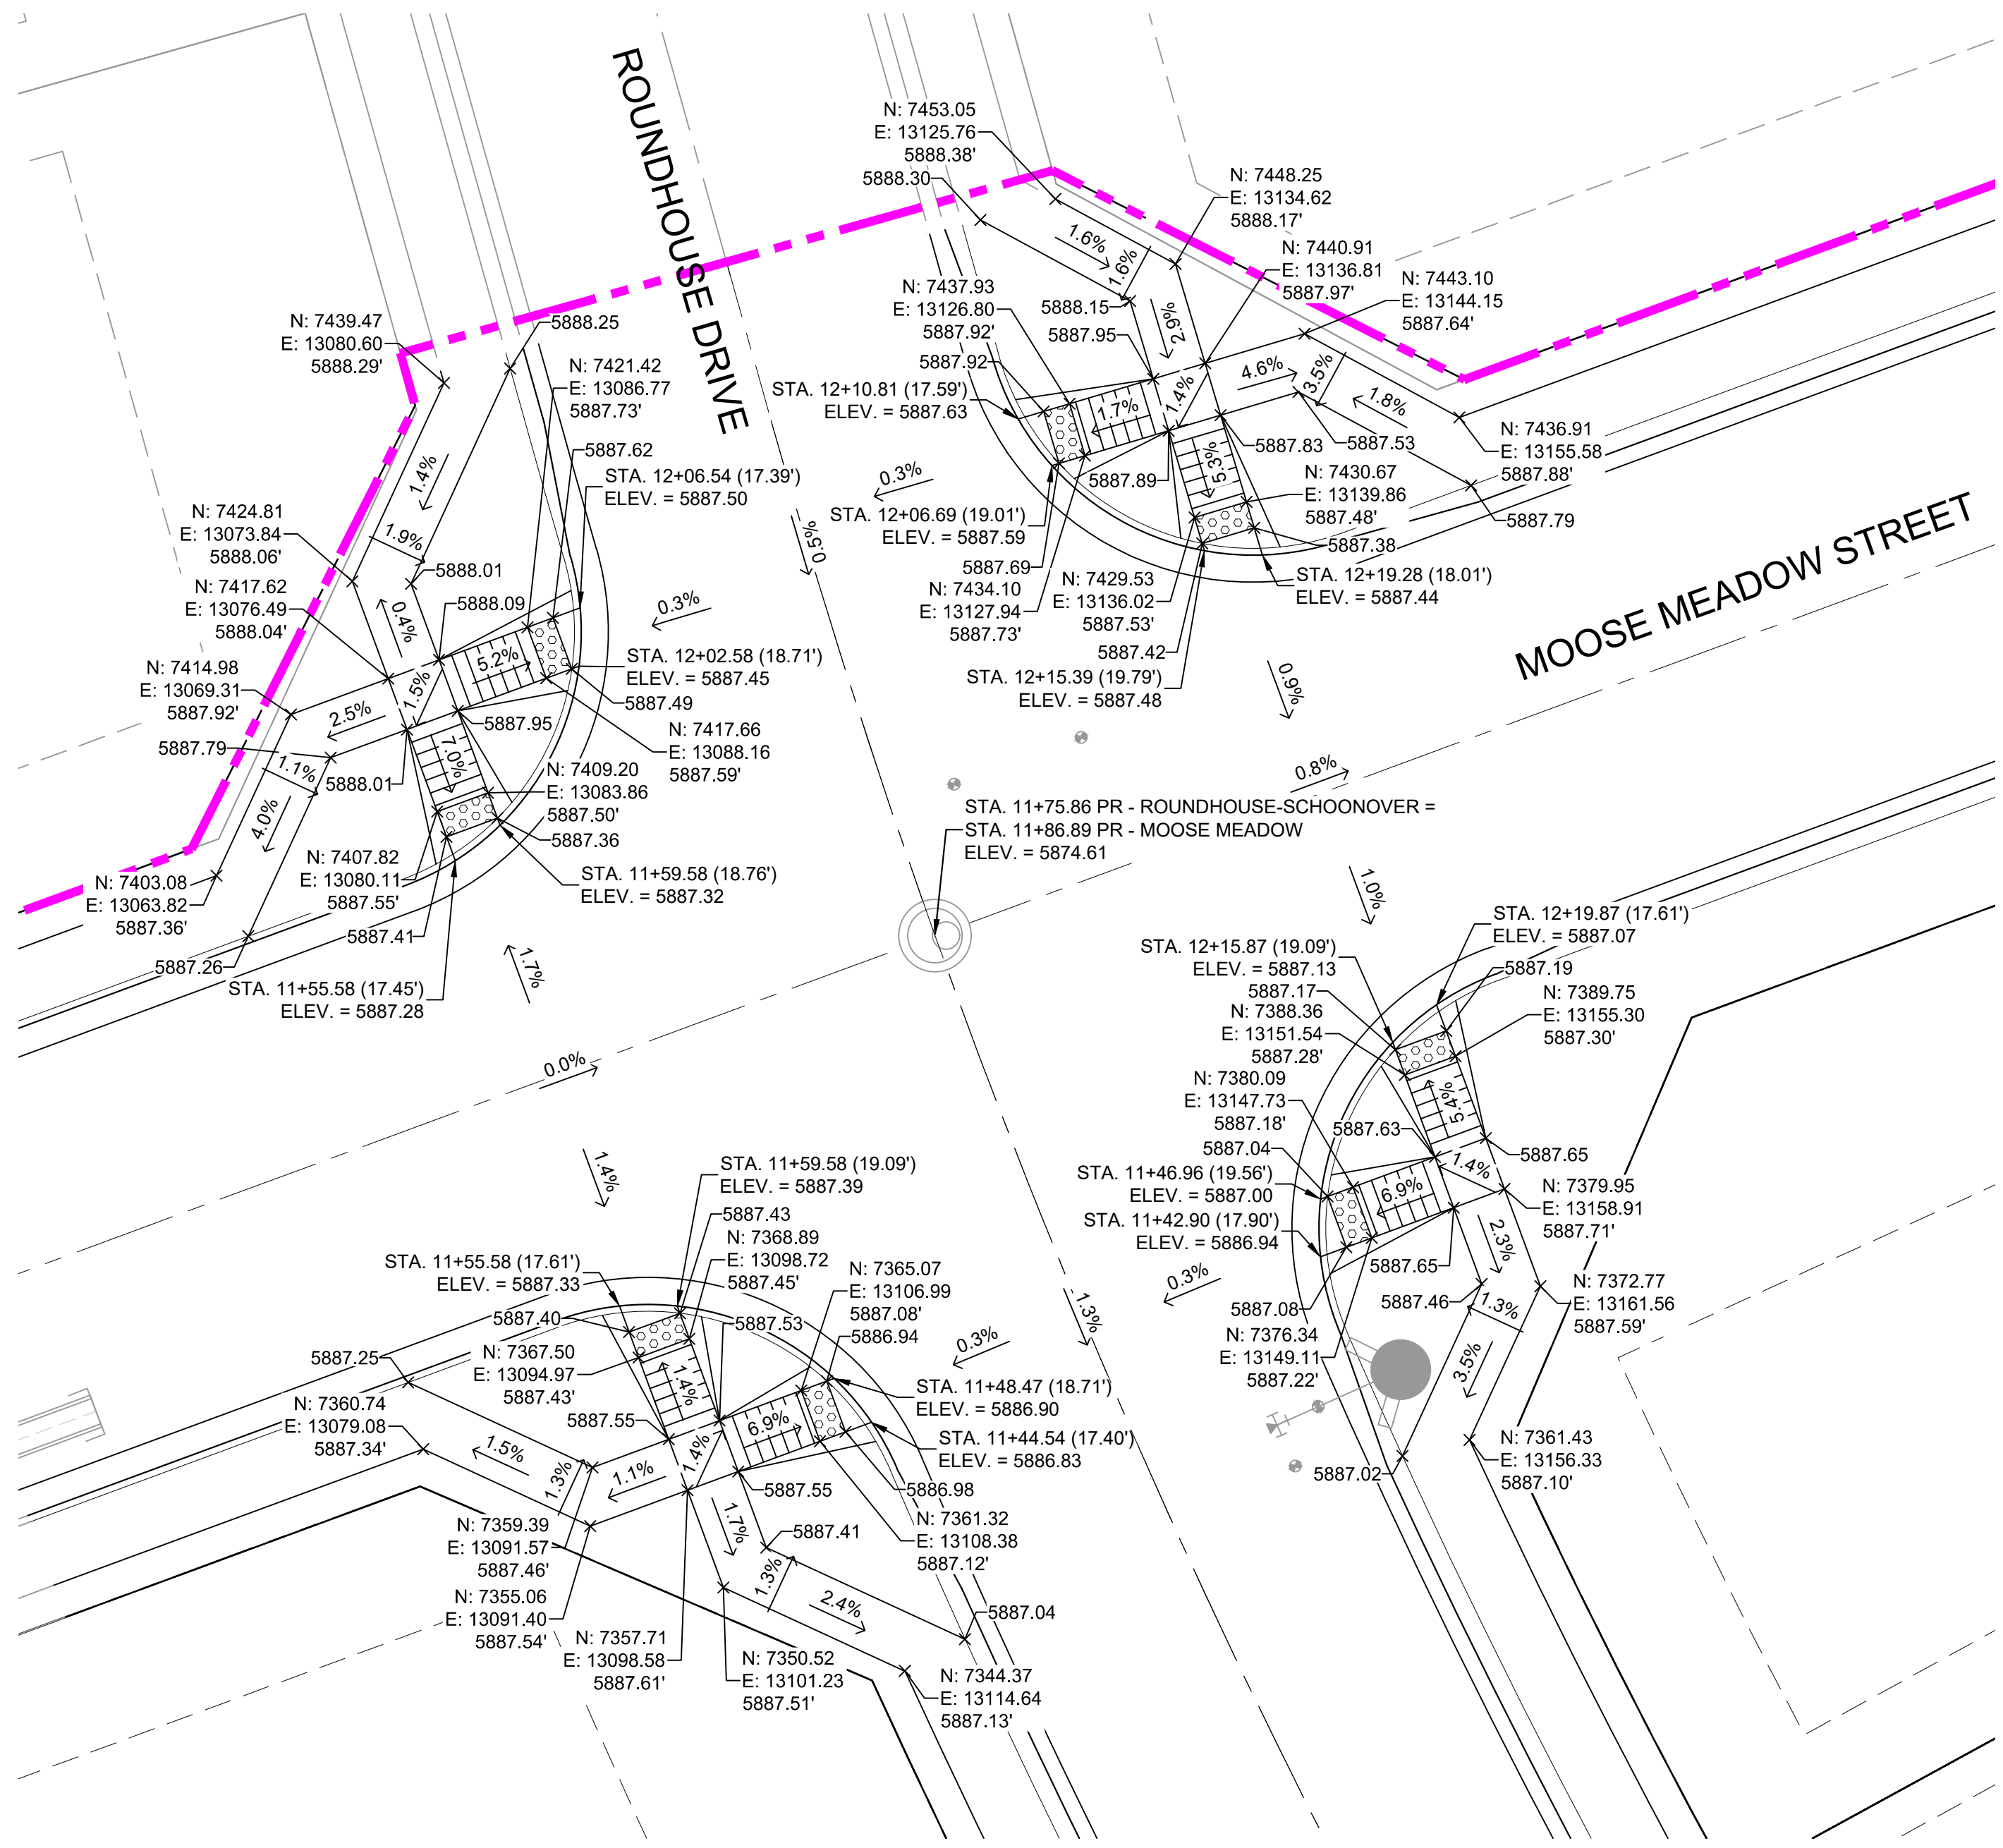 ROUNDHOUSE DRIVE
MOOSE MEADOW STREET
N: 7453.05
E: 13125.76
5888.38'
5888.30
N: 7448.25
E: 13134.62
5888.17'
N: 7440.91
E: 13136.81
5887.97'
N: 7443.10
E: 13144.15
5887.64'
1.6%
1.6%
2.9%
N: 7437.93
E: 13126.80
5887.92'
5888.15
5887.95
5887.92
STA. 12+10.81 (17.59')
ELEV. = 5887.63
1.7%
1.4%
4.6%
3.5%
1.8%
5.3%
N: 7436.91
E: 13155.58
5887.88'
5887.83
5887.53
5887.89
N: 7430.67
E: 13139.86
5887.48'
5887.79
0.3%
STA. 12+06.69 (19.01')
ELEV. = 5887.59
5887.69
5887.38
N: 7434.10
E: 13127.94
5887.73'
N: 7429.53
E: 13136.02
5887.53'
STA. 12+19.28 (18.01')
ELEV. = 5887.44
5887.42
STA. 12+15.39 (19.79')
ELEV. = 5887.48
N: 7439.47
E: 13080.60
5888.29'
5888.25
N: 7421.42
E: 13086.77
5887.73'
5887.62
STA. 12+06.54 (17.39')
ELEV. = 5887.50
1.4%
N: 7424.81
E: 13073.84
5888.06'
1.9%
5888.01
N: 7417.62
E: 13076.49
5888.04'
0.4%
5888.09
0.3%
0.5%
5.2%
STA. 12+02.58 (18.71')
ELEV. = 5887.45
N: 7414.98
E: 13069.31
5887.92'
1.5%
2.5%
5887.49
5887.95
5887.79
7.0%
N: 7417.66
E: 13088.16
5887.59'
1.1%
5888.01
N: 7409.20
E: 13083.86
5887.50'
4.0%
5887.36
N: 7407.82
E: 13080.11
5887.55'
N: 7403.08
E: 13063.82
5887.36'
STA. 11+59.58 (18.76')
ELEV. = 5887.32
5887.41
5887.26
STA. 11+55.58 (17.45')
ELEV. = 5887.28
1.7%
0.9%
0.8%
STA. 11+75.86 PR - ROUNDHOUSE-SCHOONOVER =
STA. 11+86.89 PR - MOOSE MEADOW
ELEV. = 5874.61
1.0%
0.0%
1.4%
1.3%
STA. 12+19.87 (17.61')
ELEV. = 5887.07
STA. 12+15.87 (19.09')
ELEV. = 5887.13
5887.19
5887.17
N: 7389.75
E: 13155.30
5887.30'
N: 7388.36
E: 13151.54
5887.28'
5.4%
N: 7380.09
E: 13147.73
5887.18'
5887.63
5887.04
5887.65
STA. 11+46.96 (19.56')
ELEV. = 5887.00
1.4%
6.9%
N: 7379.95
E: 13158.91
5887.71'
STA. 11+42.90 (17.90')
ELEV. = 5886.94
2.3%
5887.65
0.3%
5887.46
1.3%
N: 7372.77
E: 13161.56
5887.59'
5887.08
N: 7376.34
E: 13149.11
5887.22'
3.5%
5887.02
N: 7361.43
E: 13156.33
5887.10'
STA. 11+59.58 (19.09')
ELEV. = 5887.39
5887.43
N: 7368.89
E: 13098.72
5887.45'
STA. 11+55.58 (17.61')
ELEV. = 5887.33
N: 7365.07
E: 13106.99
5887.08'
5887.40
5887.53
5886.94
0.3%
5887.25
N: 7367.50
E: 13094.97
5887.43'
1.4%
STA. 11+48.47 (18.71')
ELEV. = 5886.90
N: 7360.74
E: 13079.08
5887.34'
5887.55
6.9%
STA. 11+44.54 (17.40')
ELEV. = 5886.83
1.5%
1.3%
1.1%
1.4%
5887.55
5886.98
N: 7359.39
E: 13091.57
5887.46'
1.7%
5887.41
N: 7361.32
E: 13108.38
5887.12'
1.3%
2.4%
N: 7355.06
E: 13091.40
5887.54'
5887.04
N: 7357.71
E: 13098.58
5887.61'
N: 7350.52
E: 13101.23
5887.51'
N: 7344.37
E: 13114.64
5887.13'